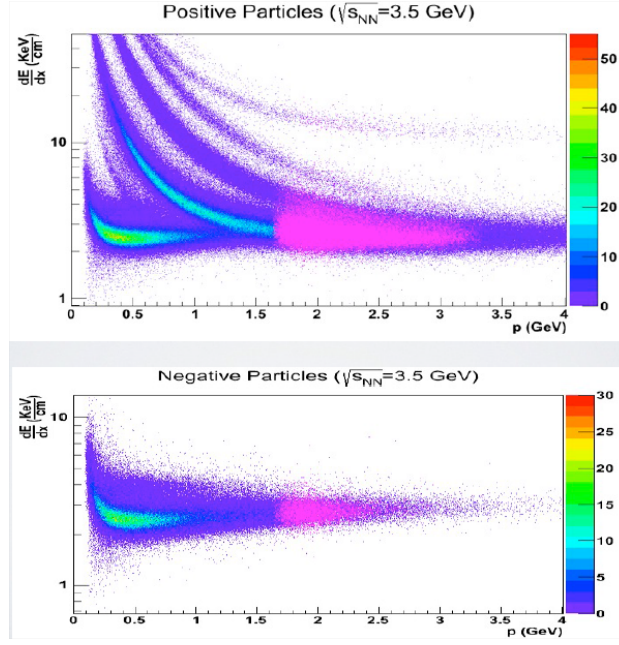 Positive Particles (√sNN=3.5 GeV)
dE/dx (KeV/cm)
10
1
0 0.5 1 1.5 2 2.5 3 3.5 4
p (GeV)
50
40
30
20
10
0
Negative Particles (√sNN=3.5 GeV)
dE/dx (KeV/cm)
10
1
0 0.5 1 1.5 2 2.5 3 3.5 4
p (GeV)
30
25
20
15
10
5
0